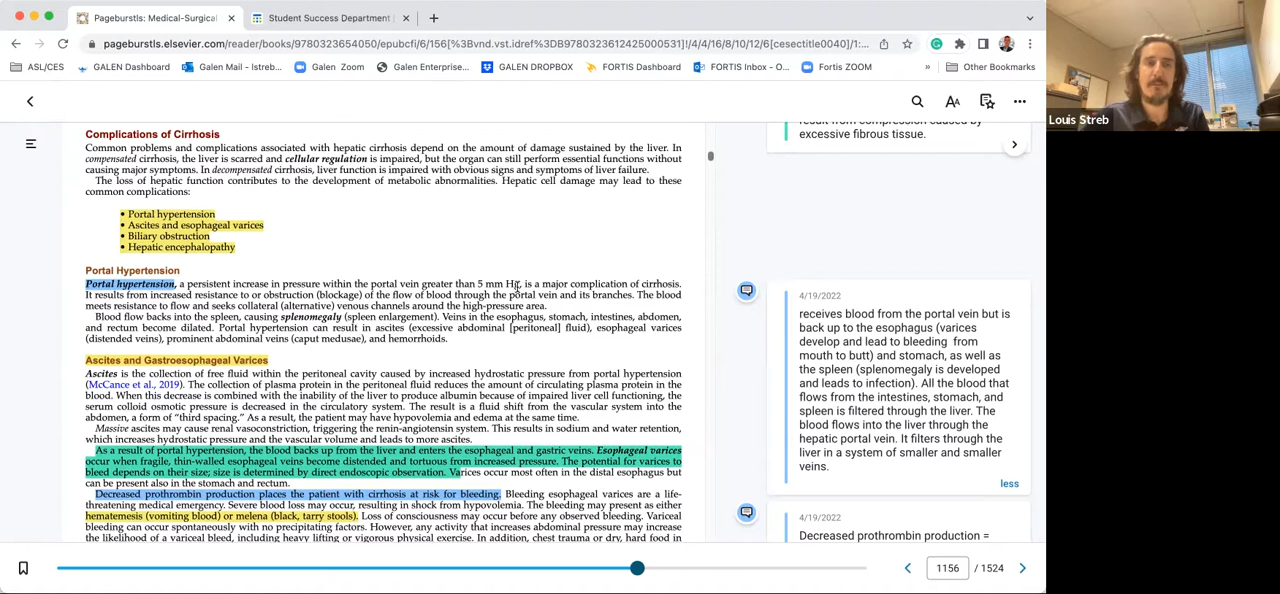 Pageburstls: Medical-Surgical
Student Success Department |
pageburstls.elsevier.com/reader/books/9780323654050/epubcfi/6/156[%3Bvnd.vst.idref%3DB9780323612425000531]!/4/4/16/8/10/12/6[cesectitle0040]/1:...
ASL/CES
GALEN Dashboard
Galen Mail - lstreb...
Galen Zoom
Galen Enterprise...
GALEN DROPBOX
FORTIS Dashboard
FORTIS Inbox - O...
Fortis ZOOM
»
Other Bookmarks
Louis Streb
Complications of Cirrhosis
Common problems and complications associated with hepatic cirrhosis depend on the amount of damage sustained by the liver. In
compensated cirrhosis, the liver is scarred and cellular regulation is impaired, but the organ can still perform essential functions without
causing major symptoms. In decompensated cirrhosis, liver function is impaired with obvious signs and symptoms of liver failure.
The loss of hepatic function contributes to the development of metabolic abnormalities. Hepatic cell damage may lead to these
common complications:
• Portal hypertension
• Ascites and esophageal varices
• Biliary obstruction
• Hepatic encephalopathy
Portal Hypertension
Portal hypertension, a persistent increase in pressure within the portal vein greater than 5 mm Hg, is a major complication of cirrhosis.
It results from increased resistance to or obstruction (blockage) of the flow of blood through the portal vein and its branches. The blood
meets resistance to flow and seeks collateral (alternative) venous channels around the high-pressure area.
Blood flow backs into the spleen, causing splenomegaly (spleen enlargement). Veins in the esophagus, stomach, intestines, abdomen,
and rectum become dilated. Portal hypertension can result in ascites (excessive abdominal [peritoneal] fluid), esophageal varices
(distended veins), prominent abdominal veins (caput medusae), and hemorrhoids.
Ascites and Gastroesophageal Varices
Ascites is the collection of free fluid within the peritoneal cavity caused by increased hydrostatic pressure from portal hypertension
(McCance et al., 2019). The collection of plasma protein in the peritoneal fluid reduces the amount of circulating plasma protein in the
blood. When this decrease is combined with the inability of the liver to produce albumin because of impaired liver cell functioning, the
serum colloid osmotic pressure is decreased in the circulatory system. The result is a fluid shift from the vascular system into the
abdomen, a form of “third spacing.” As a result, the patient may have hypovolemia and edema at the same time.
Massive ascites may cause renal vasoconstriction, triggering the renin-angiotensin system. This results in sodium and water retention,
which increases hydrostatic pressure and the vascular volume and leads to more ascites.
As a result of portal hypertension, the blood backs up from the liver and enters the esophageal and gastric veins. Esophageal varices
occur when fragile, thin-walled esophageal veins become distended and tortuous from increased pressure. The potential for varices to
bleed depends on their size; size is determined by direct endoscopic observation. Varices occur most often in the distal esophagus but
can be present also in the stomach and rectum.
Decreased prothrombin production places the patient with cirrhosis at risk for bleeding. Bleeding esophageal varices are a life-
threatening medical emergency. Severe blood loss may occur, resulting in shock from hypovolemia. The bleeding may present as either
hematemesis (vomiting blood) or melena (black, tarry stools). Loss of consciousness may occur before any observed bleeding. Variceal
bleeding can occur spontaneously with no precipitating factors. However, any activity that increases abdominal pressure may increase
the likelihood of a variceal bleed, including heavy lifting or vigorous physical exercise. In addition, chest trauma or dry, hard food in
result from compression caused by
excessive fibrous tissue.
4/19/2022
receives blood from the portal vein but is
back up to the esophagus (varices
develop and lead to bleeding from
mouth to butt) and stomach, as well as
the spleen (splenomegaly is developed
and leads to infection). All the blood that
flows from the intestines, stomach, and
spleen is filtered through the liver. The
blood flows into the liver through the
hepatic portal vein. It filters through the
liver in a system of smaller and smaller
veins.
less
4/19/2022
Decreased prothrombin production =
1156 / 1524